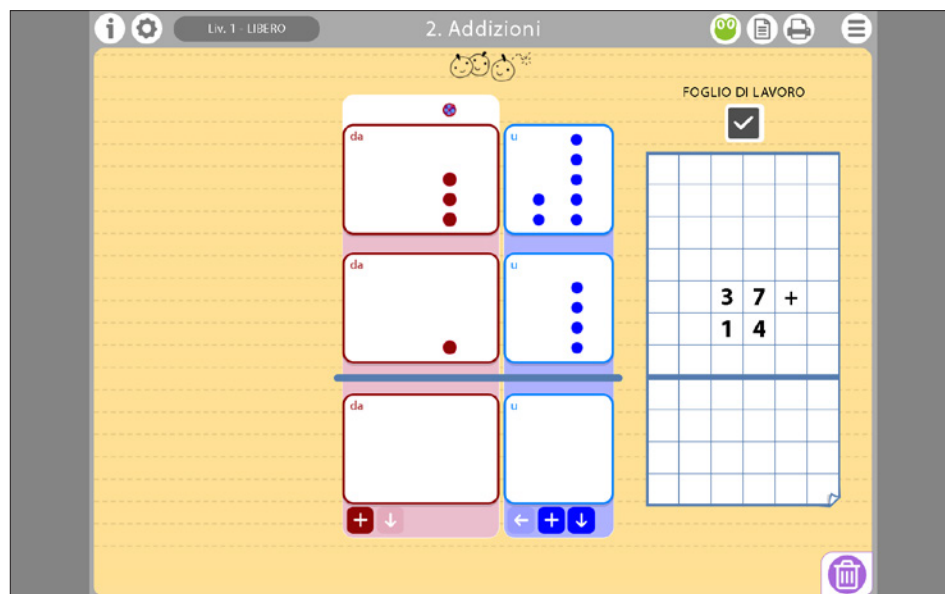 i Liv. 1 - LIBERO 2. Addizioni
FOGLIO DI LAVORO
da u
da u
3 7 +
1 4
da u
+ ↓ ← + ↓